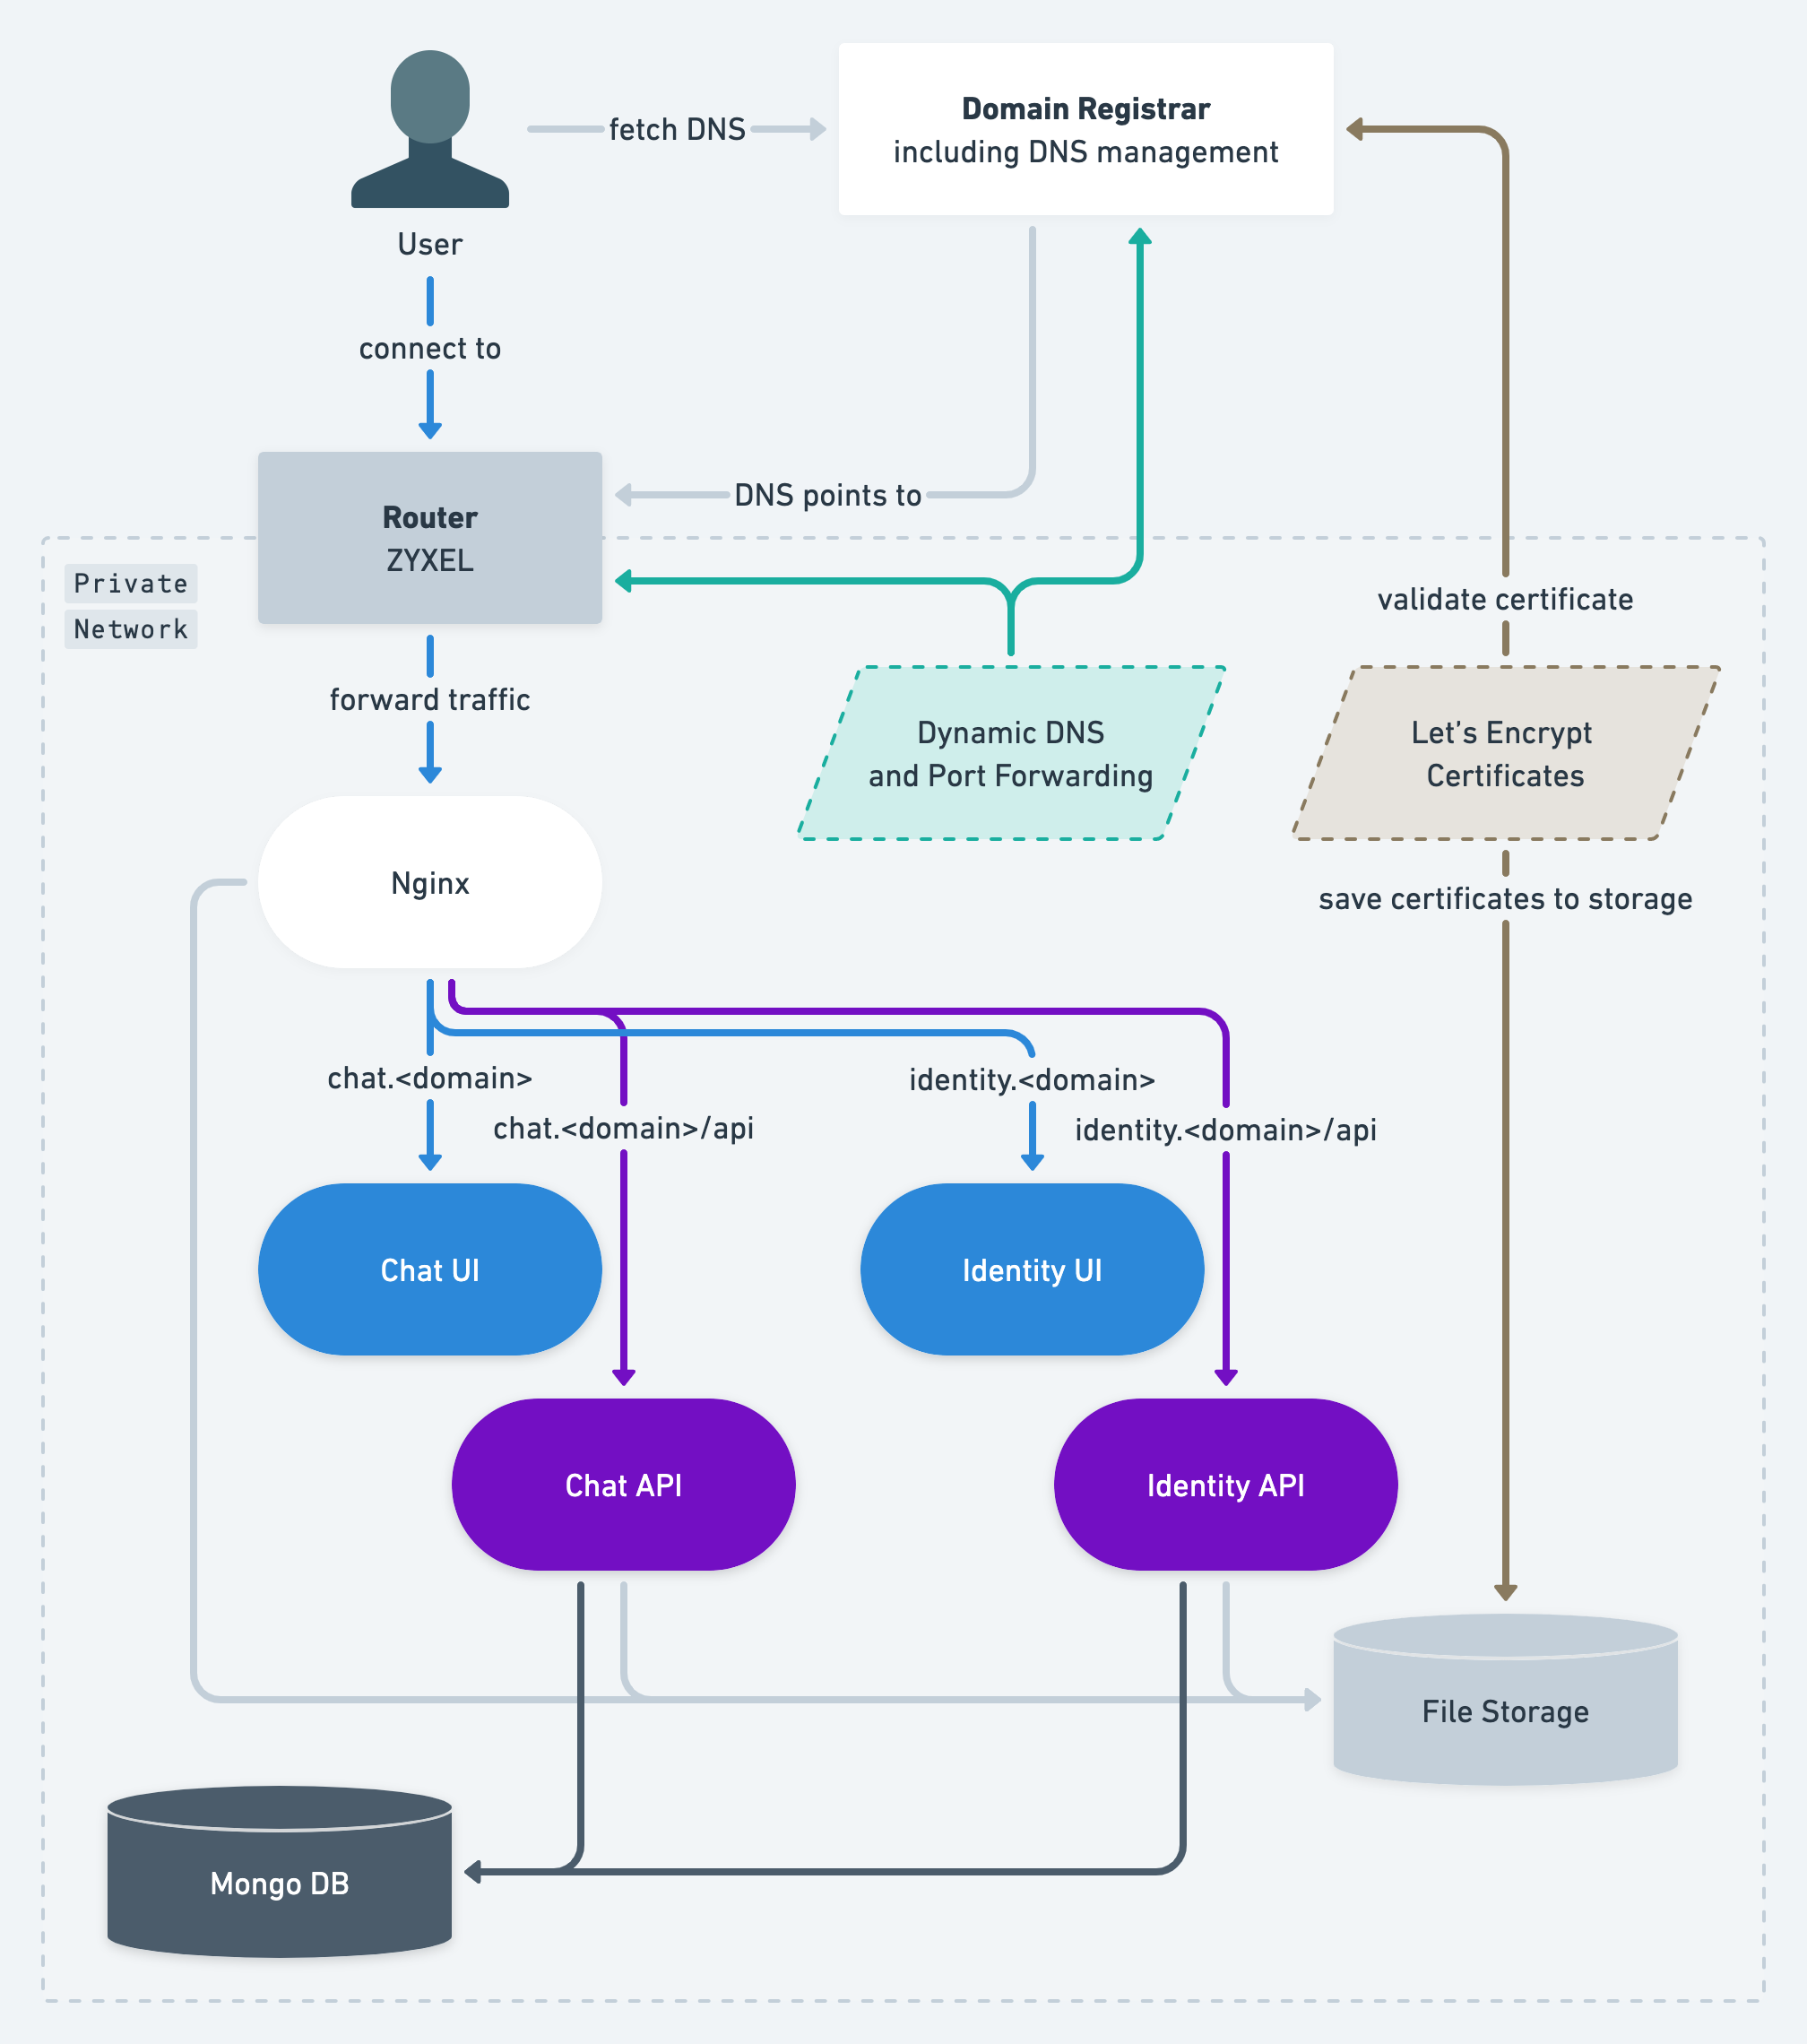 fetch DNS
Domain Registrar
including DNS management
User
connect to
DNS points to
Router
ZYXEL
Private
Network
validate certificate
forward traffic
Dynamic DNS
and Port Forwarding
Let’s Encrypt
Certificates
Nginx
save certificates to storage
chat.<domain>
identity.<domain>
chat.<domain>/api
identity.<domain>/api
Chat UI
Identity UI
Chat API
Identity API
File Storage
Mongo DB